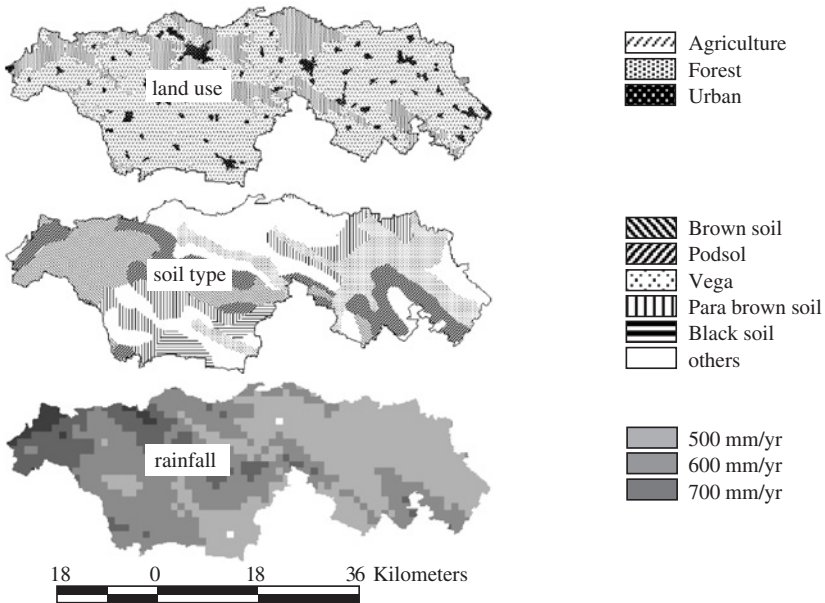 land use
Agriculture
Forest
Urban
soil type
Brown soil
Podsol
Vega
Para brown soil
Black soil
others
rainfall
500 mm/yr
600 mm/yr
700 mm/yr
18 0 18 36 Kilometers